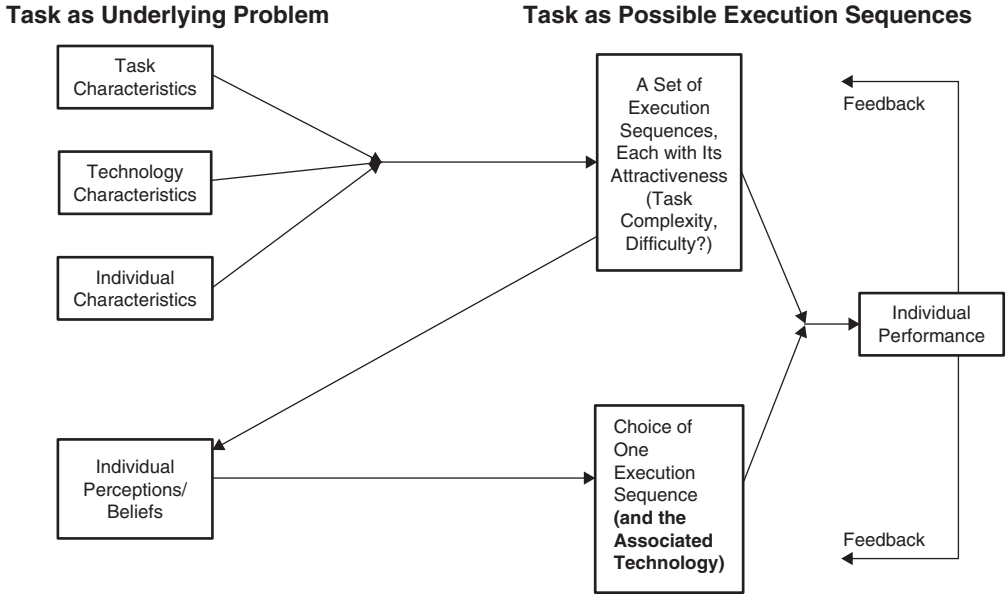 Task as Underlying Problem
Task as Possible Execution Sequences
Task
Characteristics
Technology
Characteristics
Individual
Characteristics
Individual
Perceptions/
Beliefs
A Set of
Execution
Sequences,
Each with Its
Attractiveness
(Task
Complexity,
Difficulty?)
Choice of
One
Execution
Sequence
(and the
Associated
Technology)
Feedback
Individual
Performance
Feedback